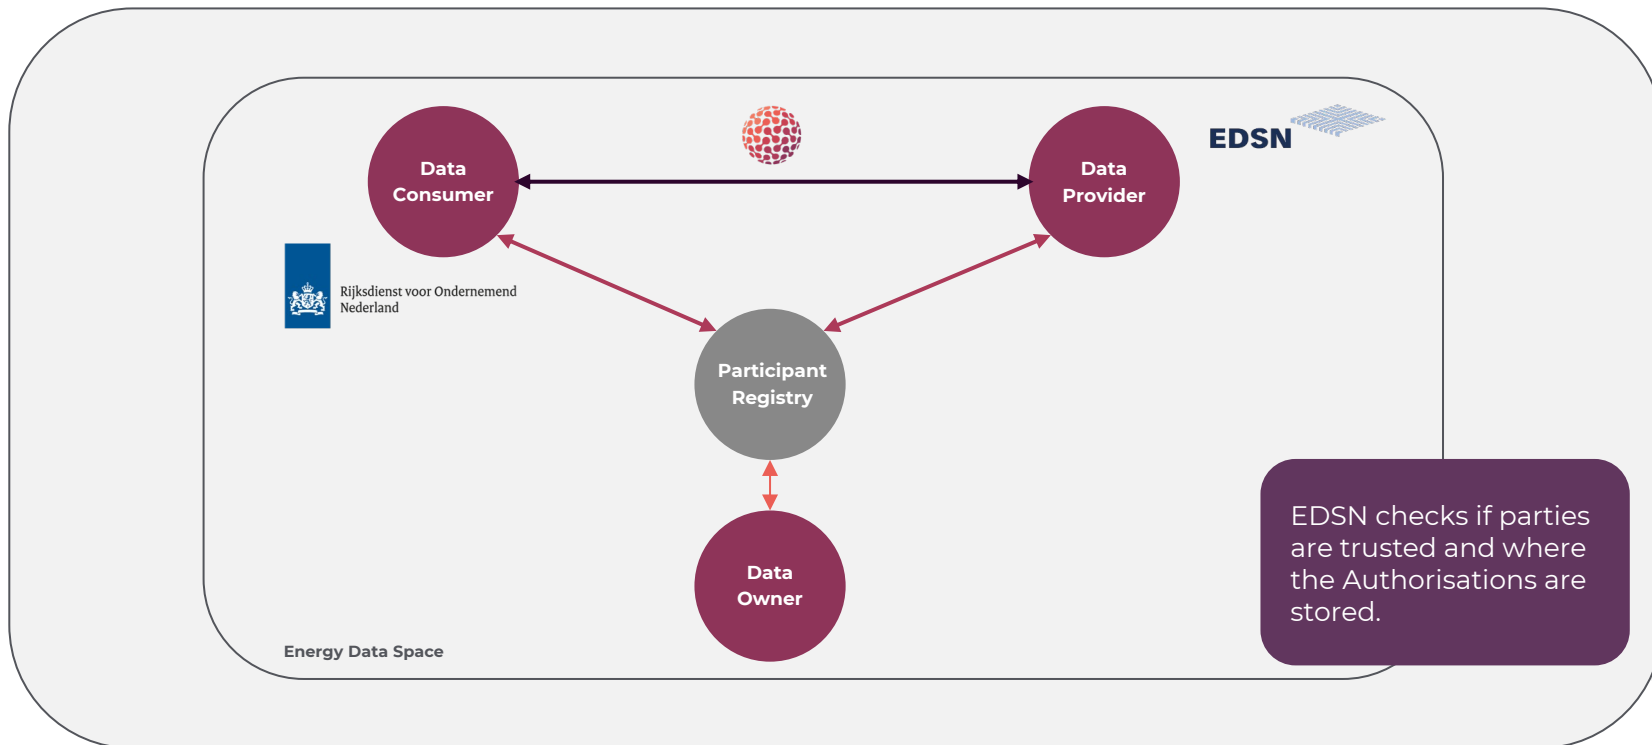 Data
Consumer
Data
Provider
EDSN
Rijksdienst voor Ondernemend
Nederland
Participant
Registry
Data
Owner
EDSN checks if parties
are trusted and where
the Authorisations are
stored.
Energy Data Space